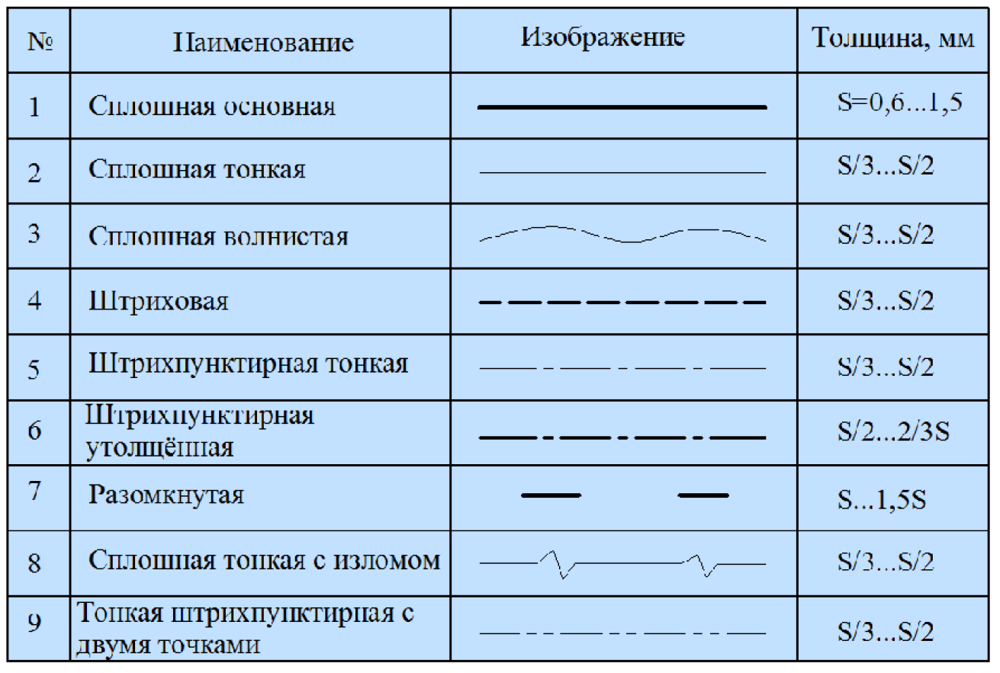 № Наименование Изображение Толщина, мм
1 Сплошная основная S=0,6...1,5
2 Сплошная тонкая S/3...S/2
3 Сплошная волнистая S/3...S/2
4 Штриховая S/3...S/2
5 Штрихпунктирная тонкая S/3...S/2
6 Штрихпунктирная
утолщённая S/2...2/3S
7 Разомкнутая S...1,5S
8 Сплошная тонкая с изломом S/3...S/2
9 Тонкая штрихпунктирная с
двумя точками S/3...S/2